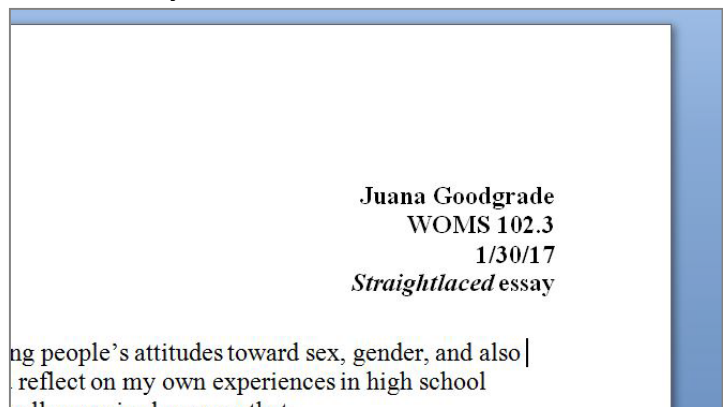 Juana Goodgrade
WOMS 102.3
1/30/17
Straightlaced essay
ng people's attitudes toward sex, gender, and also
reflect on my own experiences in high school